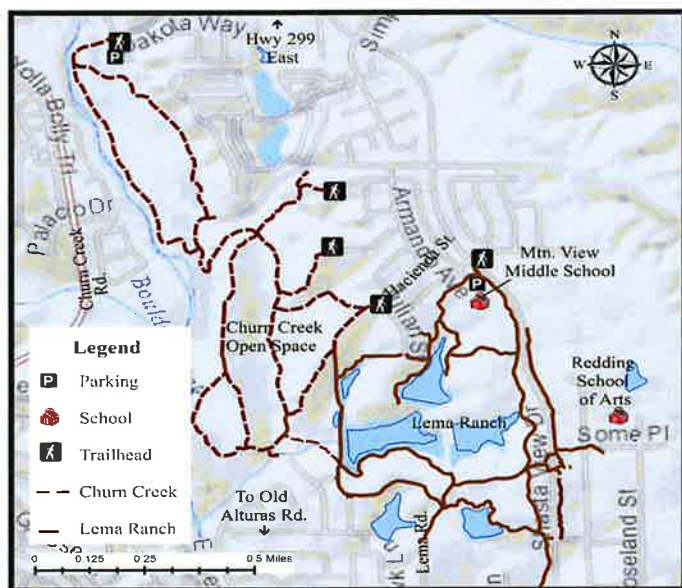 Dakota Way
Hwy 299
East
N
W
E
S
P
Palacio Dr
Churn Creek
Rd.
Armando Ave
Hacienda St.
Mtn. View
Middle School
P
Churn Creek
Open Space
Legend
P Parking
School
Trailhead
Churn Creek
Lema Ranch
Redding
School
of Arts
Lema Ranch
Some Pl
Shasta View Dr
Lema Rd.
To Old
Alturas Rd.
0 0.125 0.25 0.5 Miles